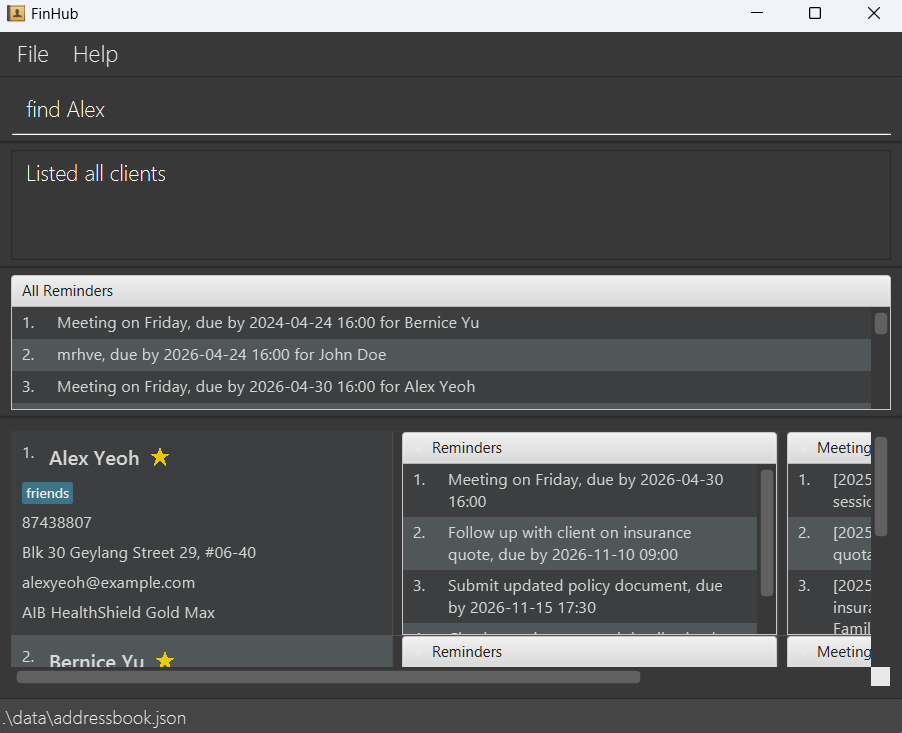 FinHub
File Help
find Alex
Listed all clients
All Reminders
1. Meeting on Friday, due by 2024-04-24 16:00 for Bernice Yu
2. mrhve, due by 2026-04-24 16:00 for John Doe
3. Meeting on Friday, due by 2026-04-30 16:00 for Alex Yeoh
1. Alex Yeoh
friends
87438807
Blk 30 Geylang Street 29, #06-40
alexyeoh@example.com
AIB HealthShield Gold Max
Reminders
1. Meeting on Friday, due by 2026-04-30
16:00
2. Follow up with client on insurance
quote, due by 2026-11-10 09:00
3. Submit updated policy document, due
by 2026-11-15 17:30
Meeting
1. [2025
sessic
2. [2025
quota
3. [2025
insura
Famil
2. Bernice Yu
Reminders
Meeting
.\data\addressbook.json